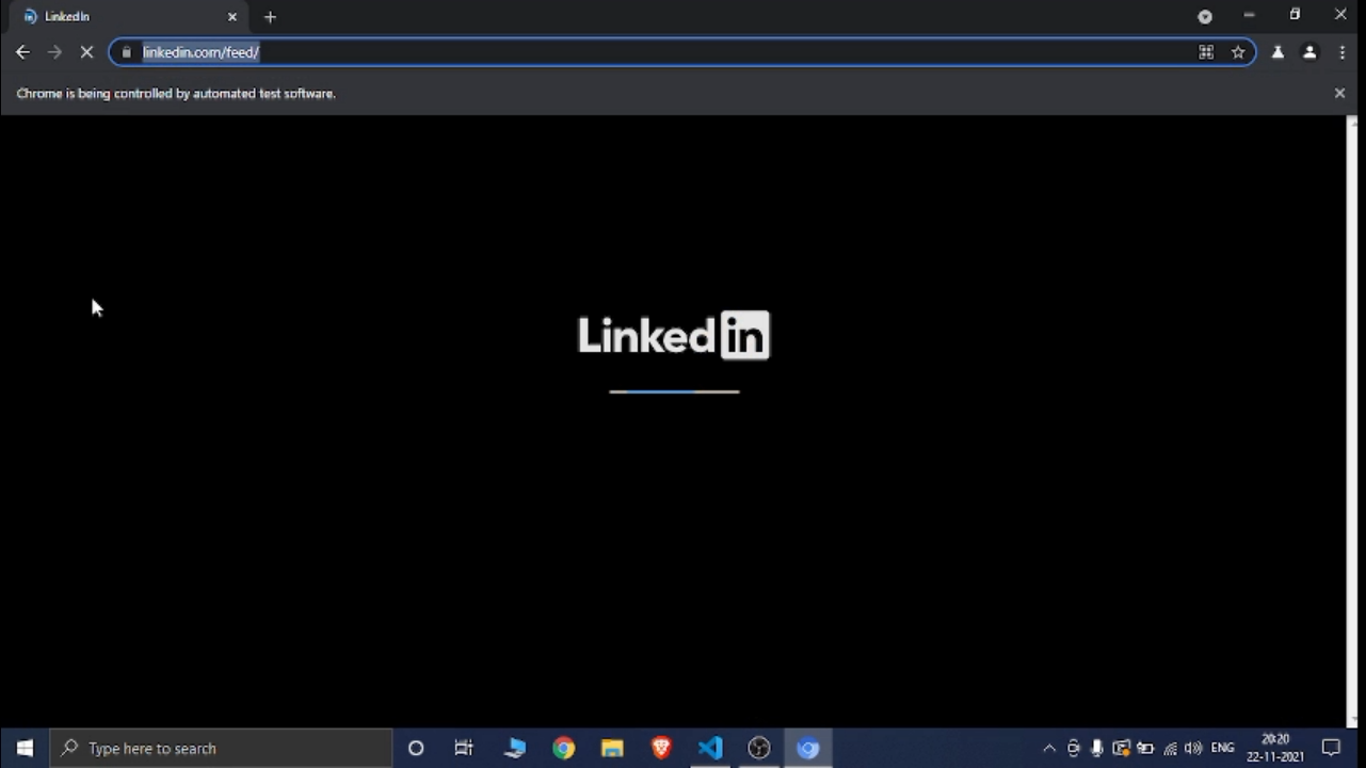 LinkedIn
linkedin.com/feed/
Chrome is being controlled by automated test software.
Linkedin
Type here to search
ENG
20:20
22-11-2021